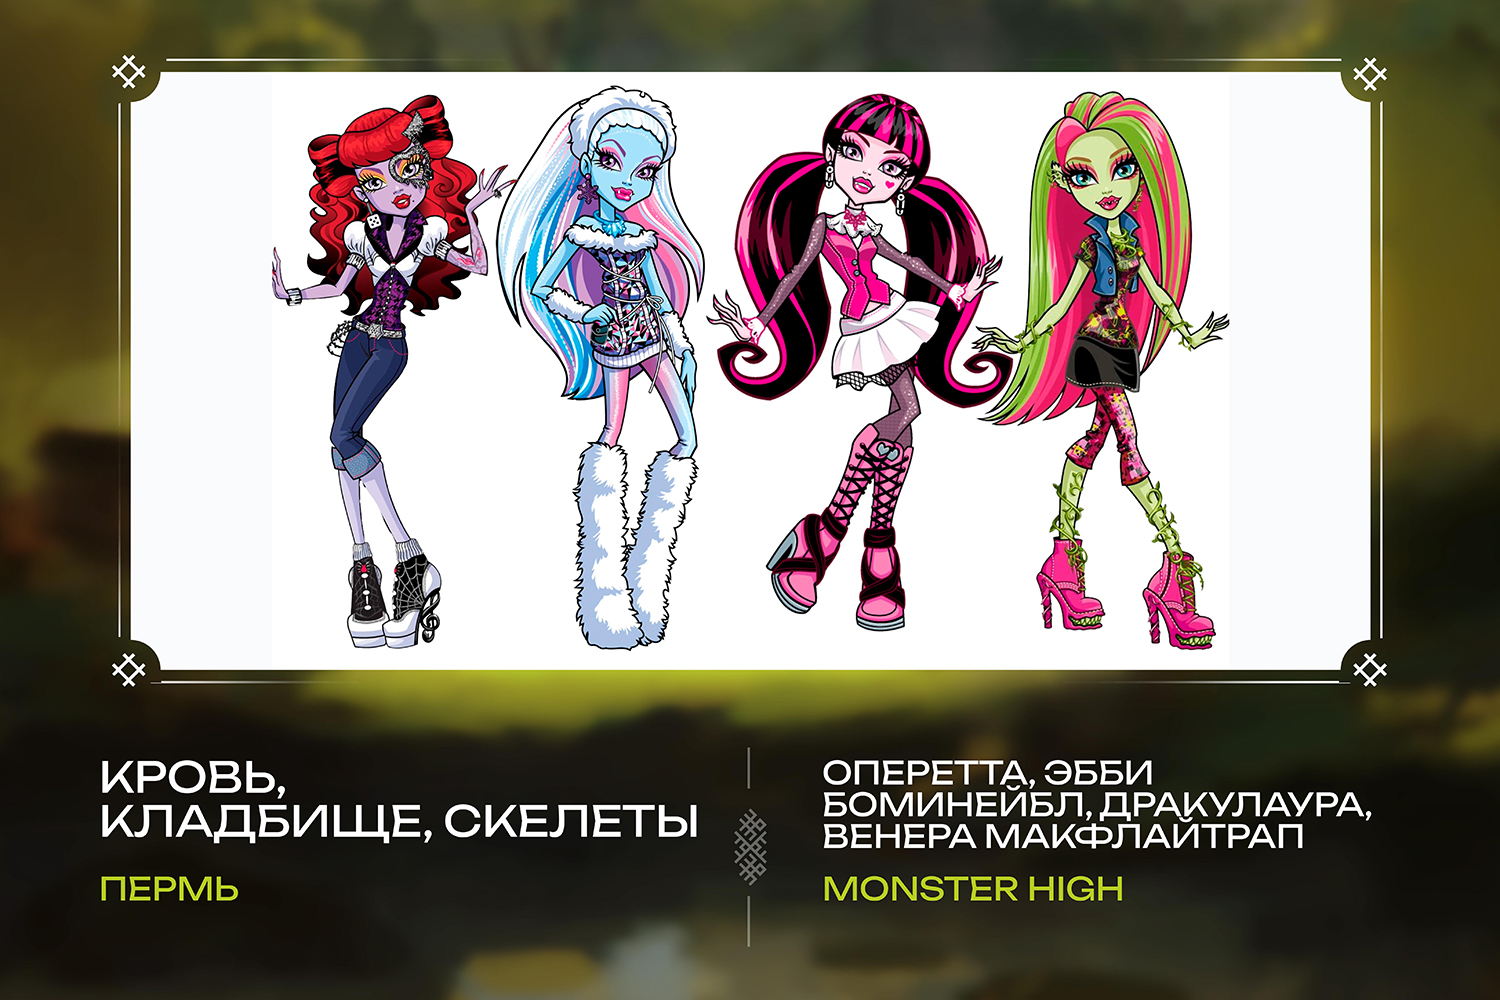 КРОВЬ,
КЛАДБИЩЕ, СКЕЛЕТЫ
ПЕРМЬ
ОПЕРЕТТА, ЭББИ
БОМИНЕЙБЛ, ДРАКУЛАУРА,
ВЕНЕРА МАКФЛАЙТРАП
MONSTER HIGH